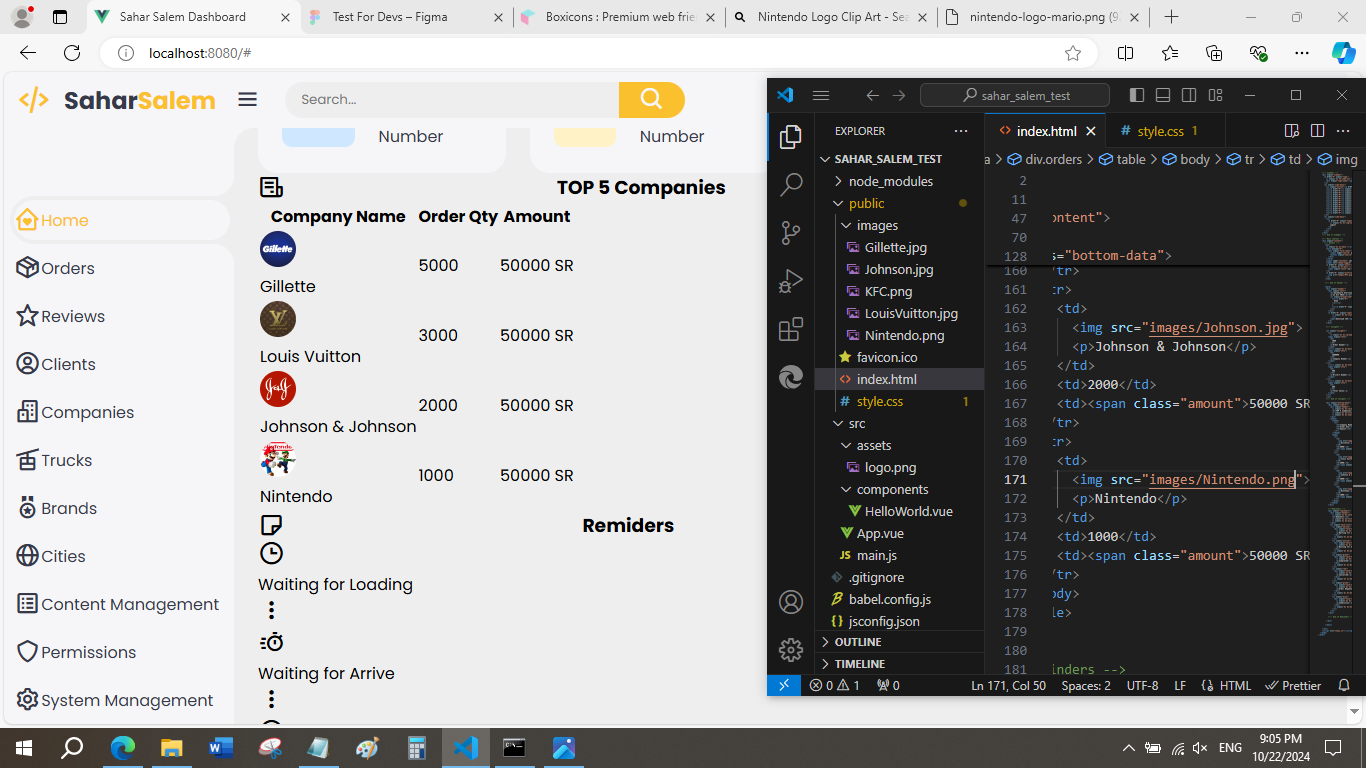 Sahar Salem Dashboard
Test For Devs – Figma
Boxicons : Premium web frie
Nintendo Logo Clip Art - Sea
nintendo-logo-mario.png (9
localhost:8080/#
SaharSalem
Search...
Number
Number
TOP 5 Companies
Company Name Order Qty Amount
Gillette
5000 50000 SR
Gillette
3000 50000 SR
Louis Vuitton
2000 50000 SR
Johnson & Johnson
1000 50000 SR
Nintendo
Remiders
Waiting for Loading
Waiting for Arrive
Home
Orders
Reviews
Clients
Companies
Trucks
Brands
Cities
Content Management
Permissions
System Management
sahar_salem_test
EXPLORER
SAHAR_SALEM_TEST
node_modules
public
images
Gillette.jpg
Johnson.jpg
KFC.png
LouisVuitton.jpg
Nintendo.png
favicon.ico
index.html
style.css 1
src
assets
logo.png
components
HelloWorld.vue
App.vue
main.js
.gitignore
babel.config.js
jsconfig.json
OUTLINE
TIMELINE
index.html
style.css 1
a > div.orders > table > body > tr > td > img
2
11
47 ontent">
70
128 s="bottom-data">
160 /tr>
161 tr>
162 <td>
163 <img src="images/Johnson.jpg">
164 <p>Johnson & Johnson</p>
165 </td>
166 <td>2000</td>
167 <td><span class="amount">50000 SR
168 /tr>
169 tr>
170 <td>
171 <img src="images/Nintendo.png">
172 <p>Nintendo</p>
173 </td>
174 <td>1000</td>
175 <td><span class="amount">50000 SR
176 /tr>
177 ody>
178 le>
179
180
181 inders -->
0 1 0 Ln 171, Col 50 Spaces: 2 UTF-8 LF HTML Prettier
ENG
9:05 PM
10/22/2024